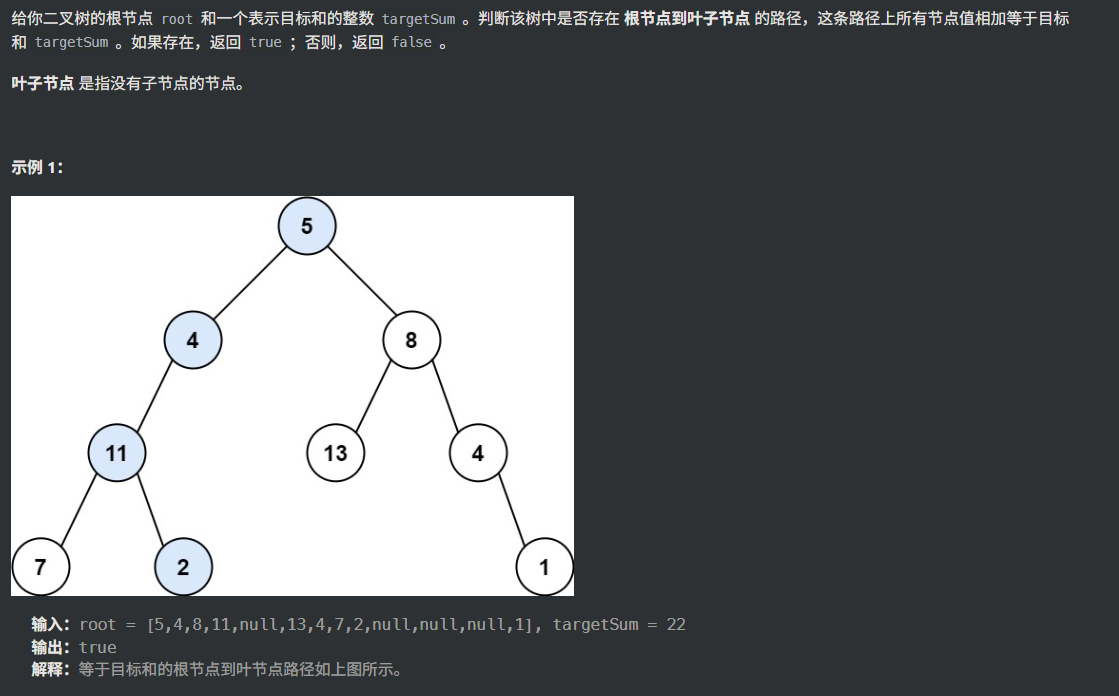 给你二叉树的根节点 root 和一个表示目标和的整数 targetSum 。判断该树中是否存在 根节点到叶子节点 的路径，这条路径上所有节点值相加等于目标
和 targetSum 。如果存在，返回 true ；否则，返回 false 。
叶子节点 是指没有子节点的节点。
示例 1：
5
4 8
11 13 4
7 2 1
输入：root = [5,4,8,11,null,13,4,7,2,null,null,null,1], targetSum = 22
输出：true
解释：等于目标和的根节点到叶节点路径如上图所示。